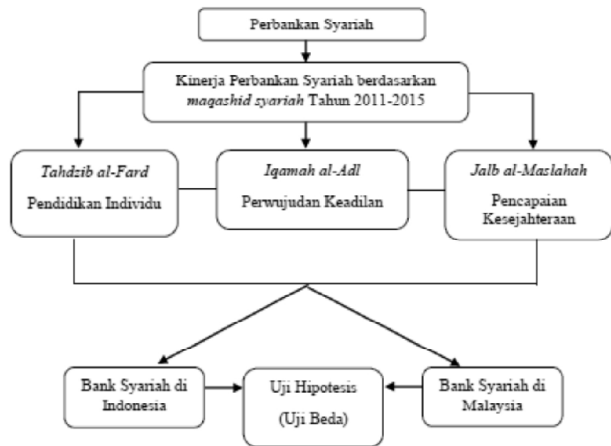 Perbankan Syariah
Kinerja Perbankan Syariah berdasarkan
maqashid syariah Tahun 2011-2015
Tahdzib al-Fard
Pendidikan Individu
Iqamah al-Adl
Perwujudan Keadilan
Jalb al-Maslahah
Pencapaian
Kesejahteraan
Bank Syariah di
Indonesia
Uji Hipotesis
(Uji Beda)
Bank Syariah di
Malaysia